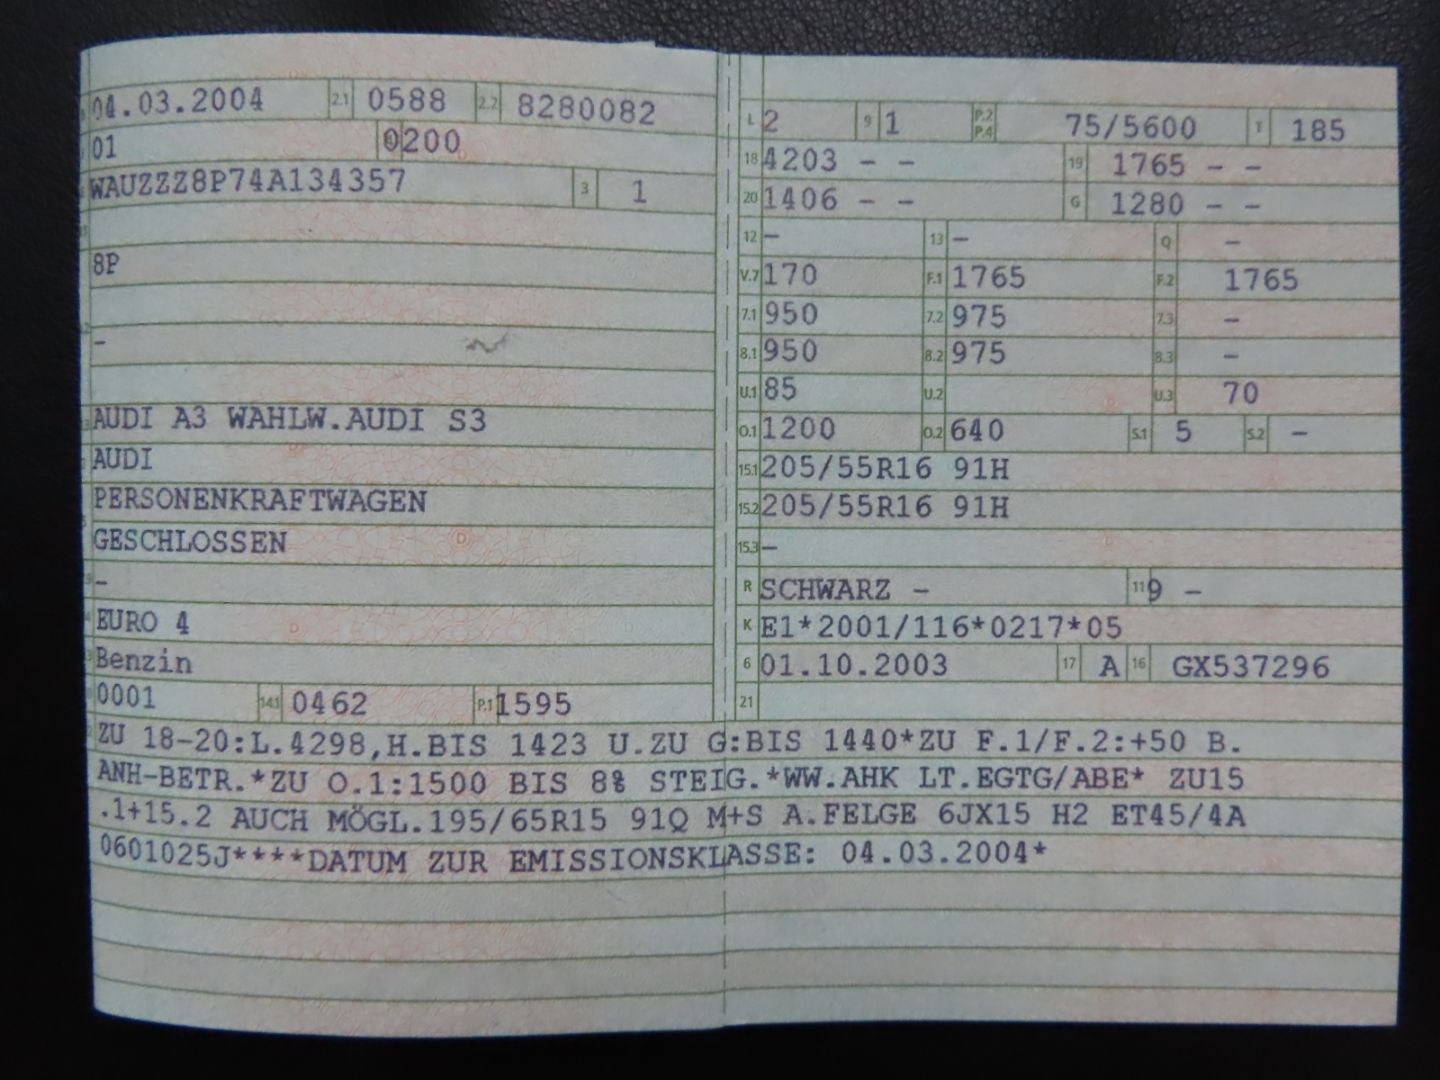 04.03.2004 2.1 0588 2.2 8280082
01 0200
WAUZZZ8P74A134357 3 1
8P
-
AUDI A3 WAHLW.AUDI S3
AUDI
PERSONENKRAFTWAGEN
GESCHLOSSEN
-
EURO 4
Benzin
0001 14.1 0462 P.1 1595
L 2 9 1 P.2 P.4 75/5600 T 185
18 4203 - - 19 1765 - -
20 1406 - - G 1280 - -
12 - 13 - Q -
V.7 170 F.1 1765 F.2 1765
7.1 950 7.2 975 7.3 -
8.1 950 8.2 975 8.3 -
U.1 85 U.2 U.3 70
O.1 1200 O.2 640 S.1 5 S.2 -
15.1 205/55R16 91H
15.2 205/55R16 91H
15.3 -
R SCHWARZ - 11 9 -
K E1*2001/116*0217*05
6 01.10.2003 17 A 16 GX537296
21
ZU 18-20:L.4298,H.BIS 1423 U.ZU G:BIS 1440*ZU F.1/F.2:+50 B.
ANH-BETR.*ZU O.1:1500 BIS 8% STEIG.*WW.AHK LT.EGTG/ABE* ZU15
.1+15.2 AUCH MÖGL.195/65R15 91Q M+S A.FELGE 6JX15 H2 ET45/4A
0601025J****DATUM ZUR EMISSIONSKLASSE: 04.03.2004*